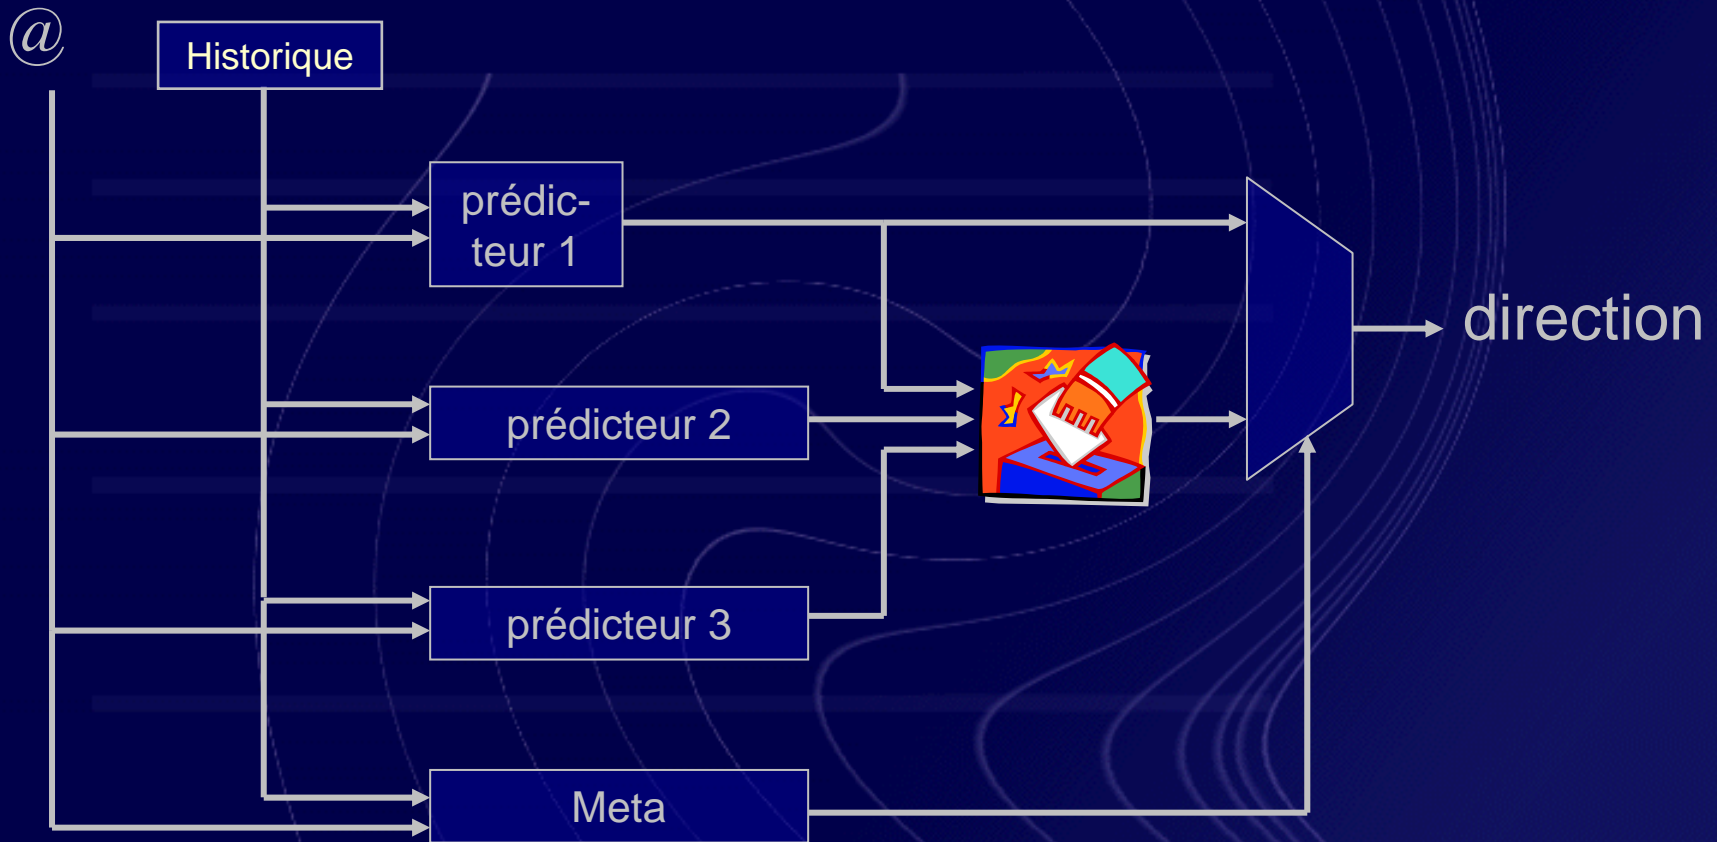 @
Historique
prédic-
teur 1
direction
prédicteur 2
prédicteur 3
Meta